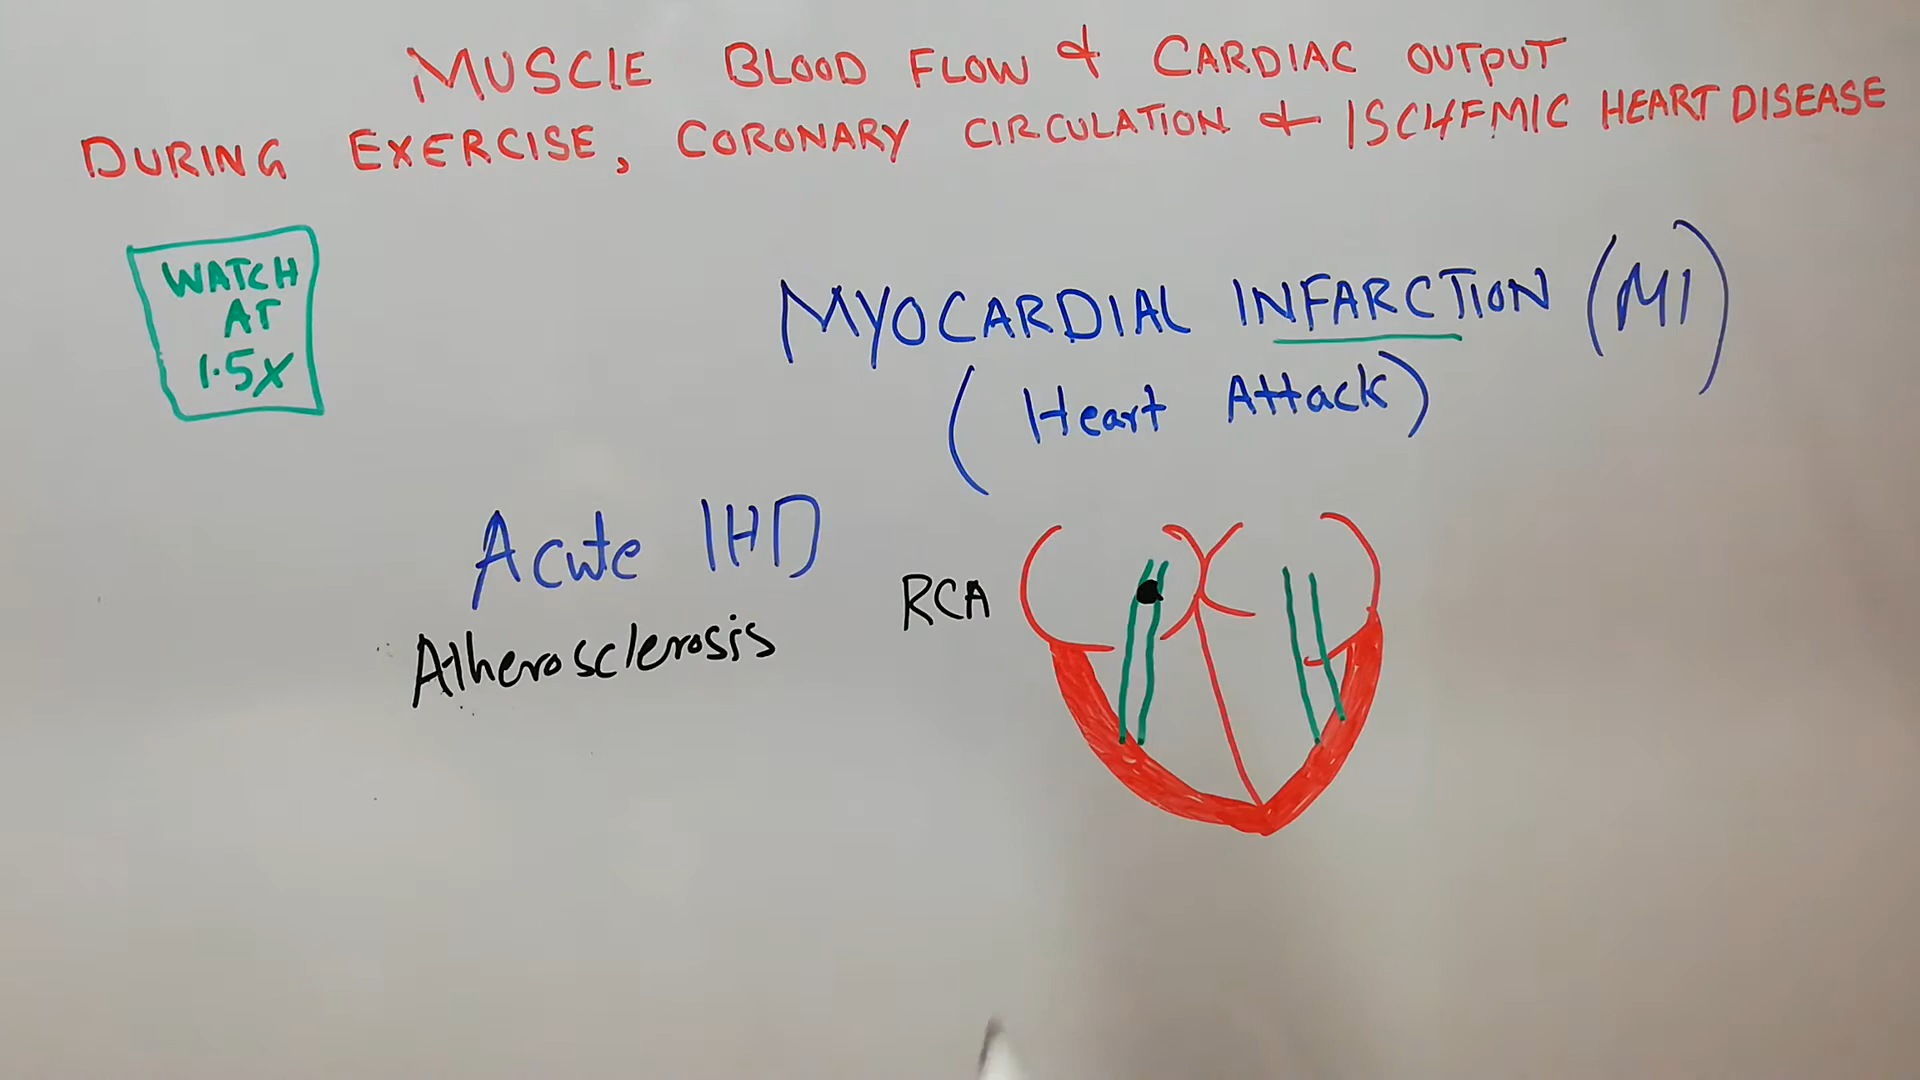 MUSCLE BLOOD FLOW & CARDIAC OUTPUT
DURING EXERCISE, CORONARY CIRCULATION & ISCHEMIC HEART DISEASE
WATCH
AT
1.5X
MYOCARDIAL INFARCTION (MI)
(Heart Attack)
Acute IHD
RCA
Atherosclerosis